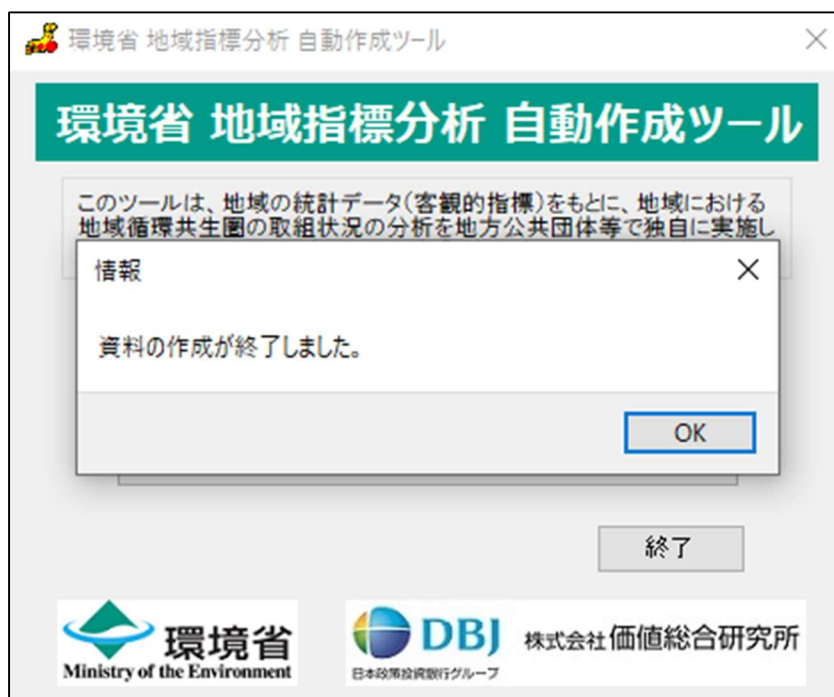 環境省 地域指標分析 自動作成ツール
環境省 地域指標分析 自動作成ツール
このツールは、地域の統計データ(客観的指標)をもとに、地域における
地域循環共生圏の取組状況の分析を地方公共団体等で独自に実施し
情報
資料の作成が終了しました。
OK
終了
環境省
Ministry of the Environment
DBJ
日本政策投資銀行グループ
株式会社価値総合研究所